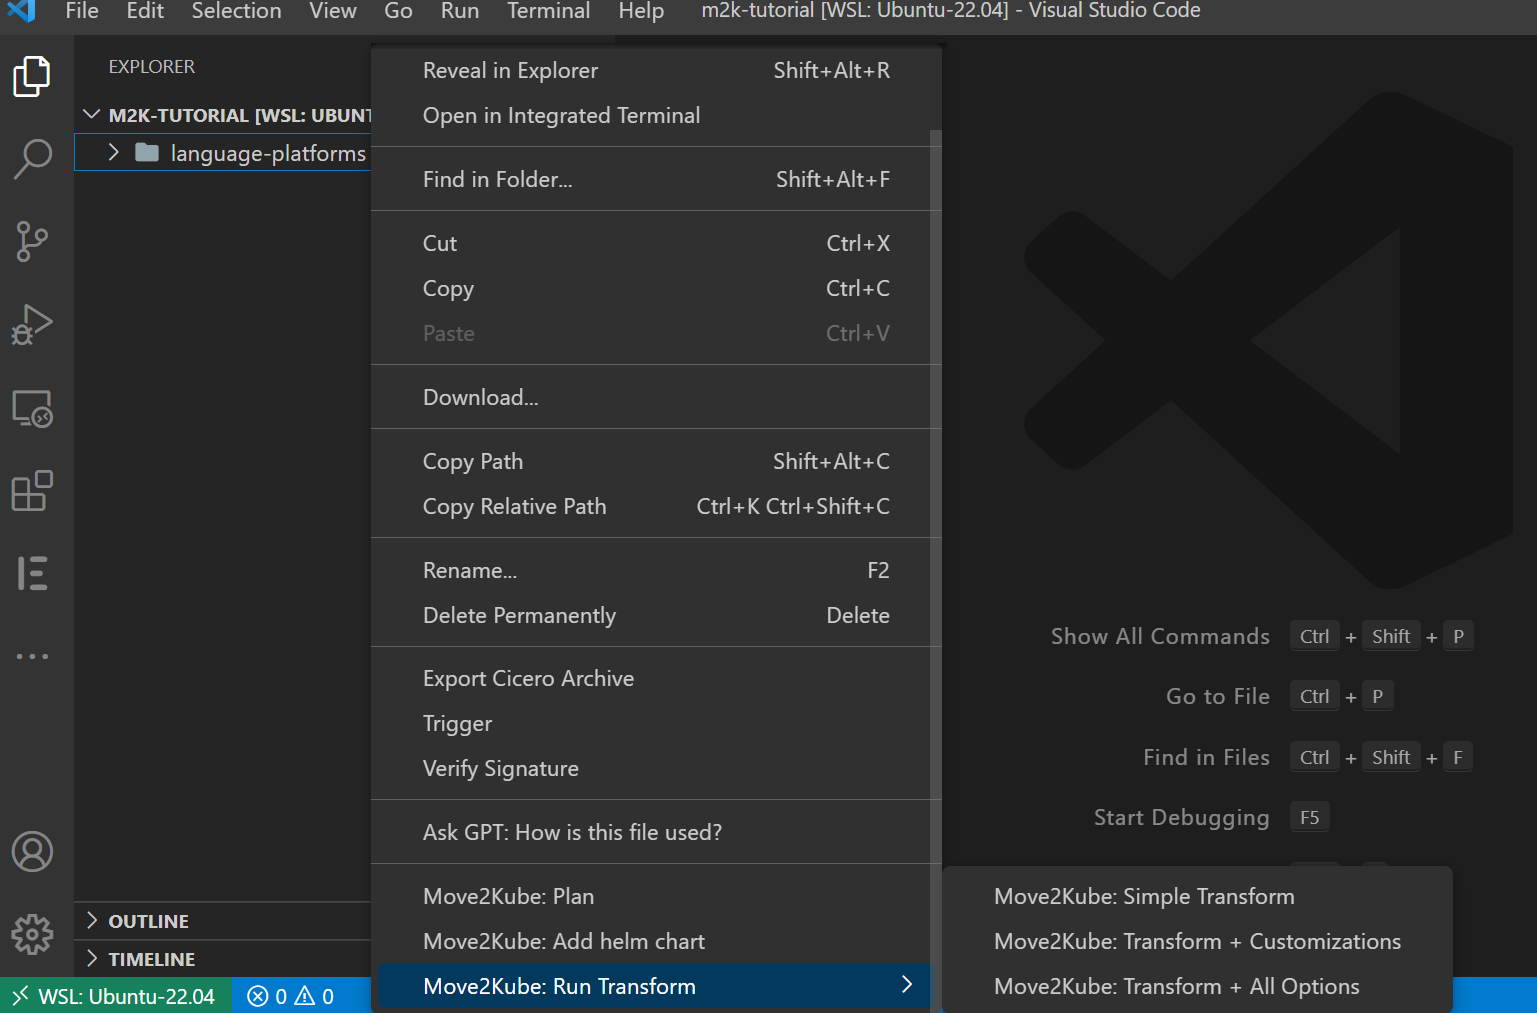 File Edit Selection View Go Run Terminal Help m2k-tutorial [WSL: Ubuntu-22.04] - Visual Studio Code
EXPLORER
M2K-TUTORIAL [WSL: UBUNT
language-platforms
Reveal in Explorer Shift+Alt+R
Open in Integrated Terminal
Find in Folder... Shift+Alt+F
Cut Ctrl+X
Copy Ctrl+C
Paste Ctrl+V
Download...
Copy Path Shift+Alt+C
Copy Relative Path Ctrl+K Ctrl+Shift+C
Rename... F2
Delete Permanently Delete
Export Cicero Archive
Trigger
Verify Signature
Ask GPT: How is this file used?
Move2Kube: Plan
Move2Kube: Add helm chart
Move2Kube: Run Transform
Move2Kube: Simple Transform
Move2Kube: Transform + Customizations
Move2Kube: Transform + All Options
Show All Commands Ctrl + Shift + P
Go to File Ctrl + P
Find in Files Ctrl + Shift + F
Start Debugging F5
OUTLINE
TIMELINE
WSL: Ubuntu-22.04 0 0